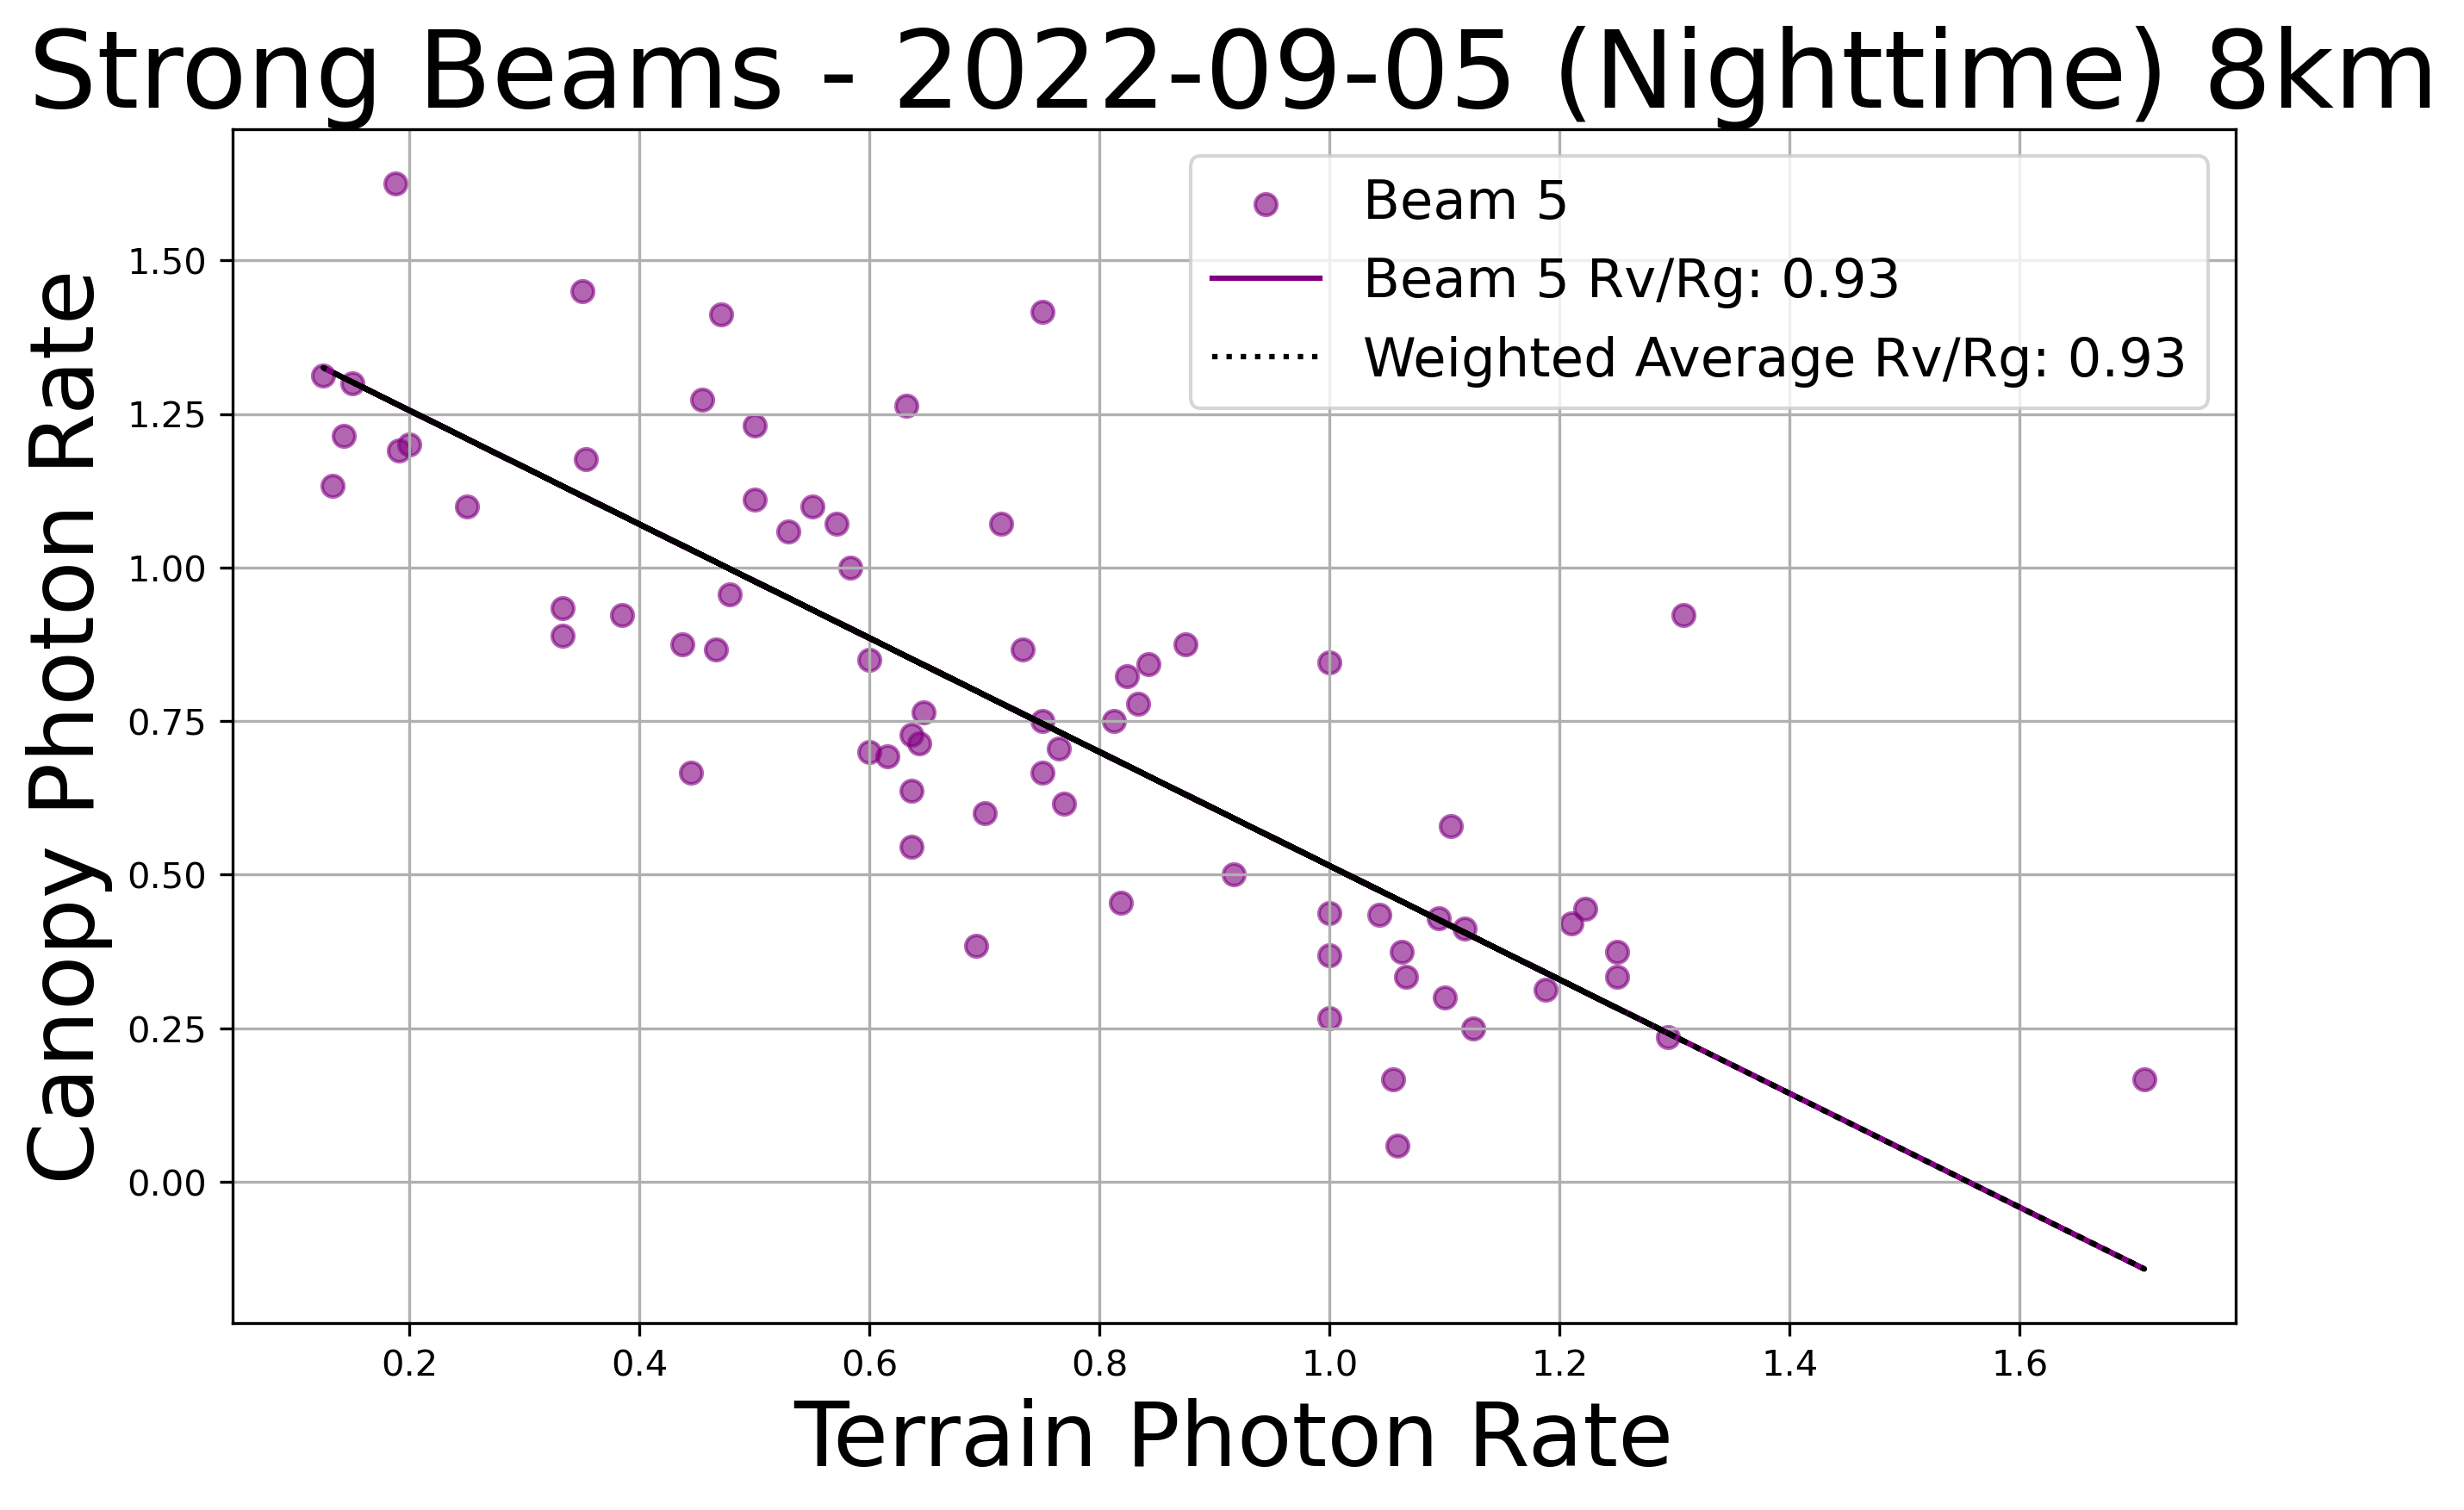 Strong Beams - 2022-09-05 (Nighttime) 8km
Beam 5
Beam 5 Rv/Rg: 0.93
Weighted Average Rv/Rg: 0.93
Canopy Photon Rate
1.50
1.25
1.00
0.75
0.50
0.25
0.00
0.2 0.4 0.6 0.8 1.0 1.2 1.4 1.6
Terrain Photon Rate